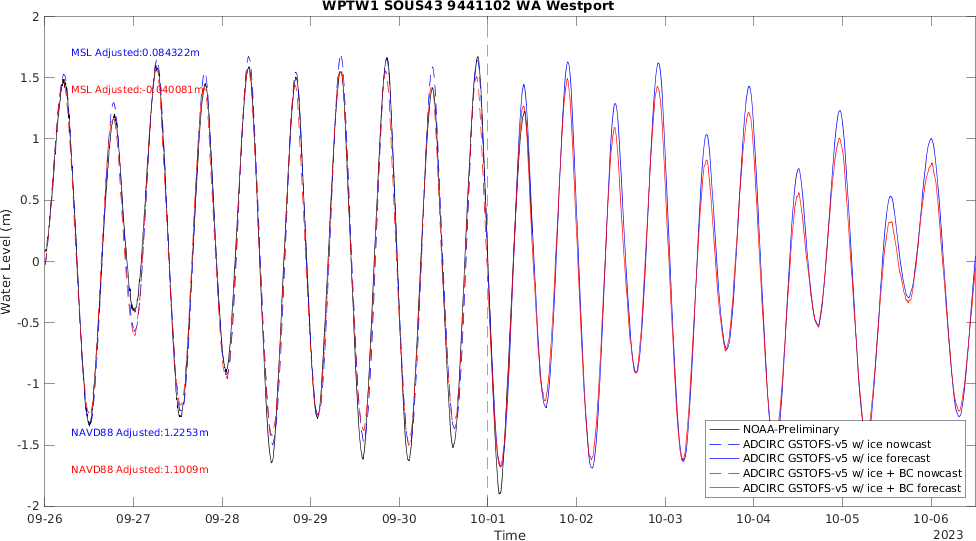 WPTW1 SOUS43 9441102 WA Westport
2
1.5
1
0.5
0
-0.5
-1
-1.5
-2
Water Level (m)
MSL Adjusted:0.084322m
MSL Adjusted:-0.040081m
NAVD88 Adjusted:1.2253m
NAVD88 Adjusted:1.1009m
NOAA-Preliminary
ADCIRC GSTOFS-v5 w/ ice nowcast
ADCIRC GSTOFS-v5 w/ ice forecast
ADCIRC GSTOFS-v5 w/ ice + BC nowcast
ADCIRC GSTOFS-v5 w/ ice + BC forecast
09-26 09-27 09-28 09-29 09-30 10-01 10-02 10-03 10-04 10-05 10-06
2023
Time